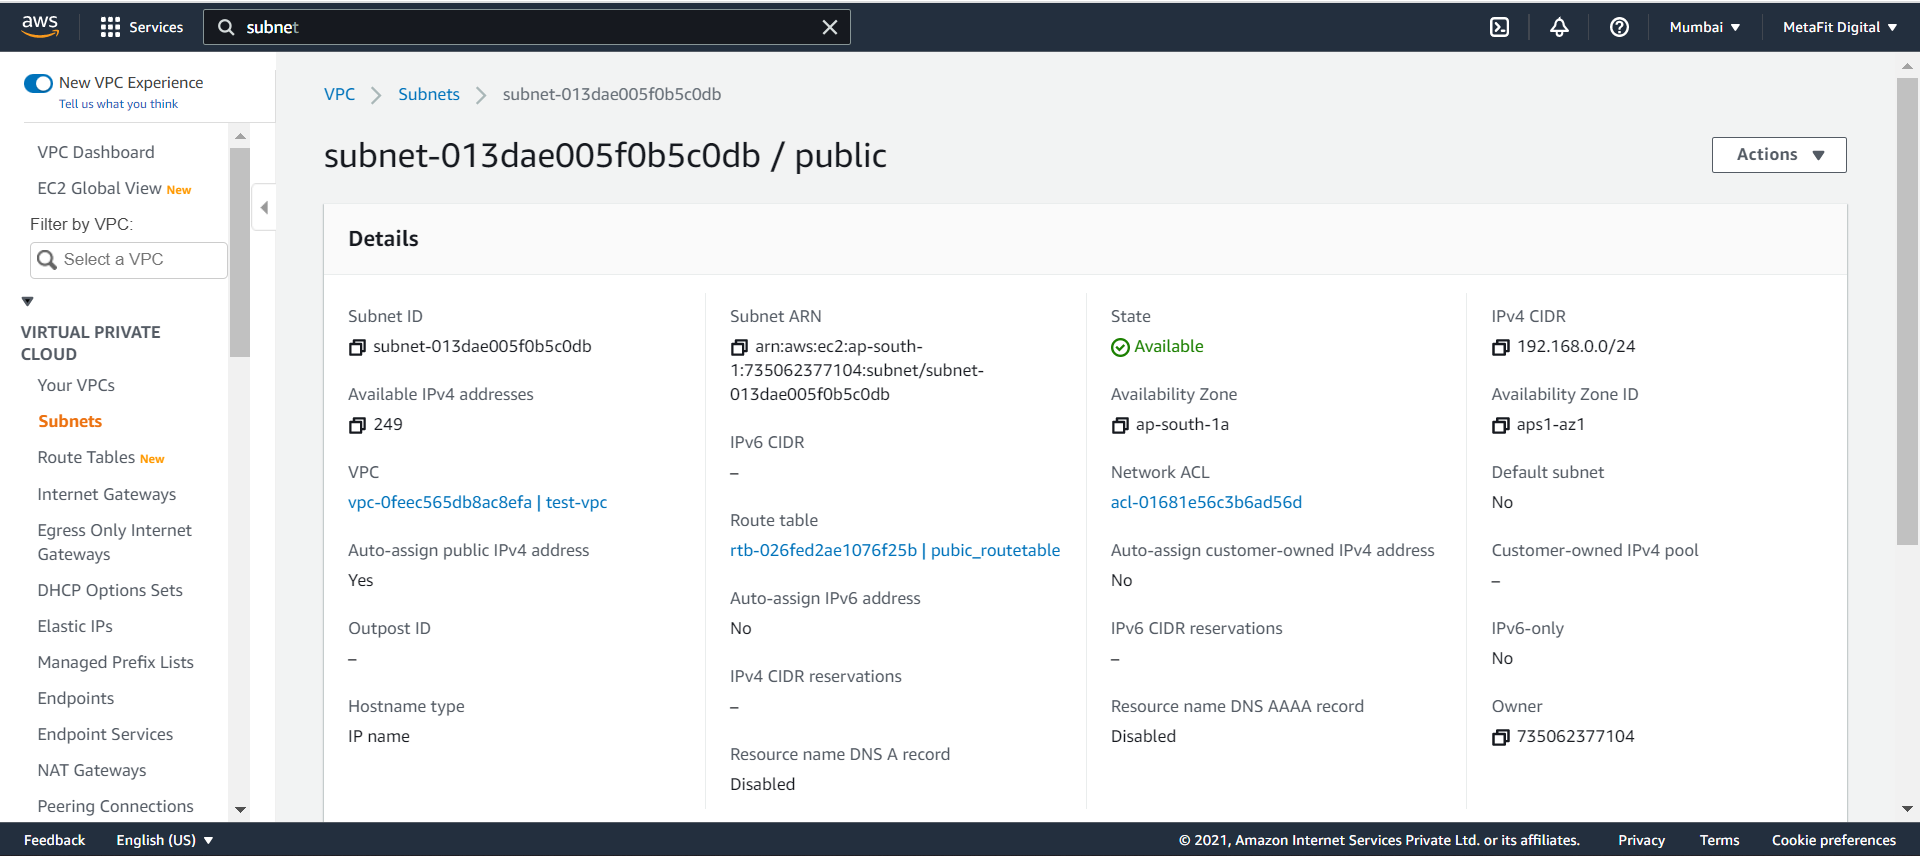 aws
Services
subnet
Mumbai
MetaFit Digital
New VPC Experience
Tell us what you think
VPC Dashboard
EC2 Global View New
Filter by VPC:
Select a VPC
VIRTUAL PRIVATE
CLOUD
Your VPCs
Subnets
Route Tables New
Internet Gateways
Egress Only Internet
Gateways
DHCP Options Sets
Elastic IPs
Managed Prefix Lists
Endpoints
Endpoint Services
NAT Gateways
Peering Connections
VPC
Subnets
subnet-013dae005f0b5c0db
subnet-013dae005f0b5c0db / public
Actions
Details
Subnet ID
subnet-013dae005f0b5c0db
Available IPv4 addresses
249
VPC
vpc-0feec565db8ac8efa | test-vpc
Auto-assign public IPv4 address
Yes
Outpost ID
–
Hostname type
IP name
Subnet ARN
arn:aws:ec2:ap-south-
1:735062377104:subnet/subnet-
013dae005f0b5c0db
IPv6 CIDR
–
Route table
rtb-026fed2ae1076f25b | pubic_routetable
Auto-assign IPv6 address
No
IPv4 CIDR reservations
–
Resource name DNS A record
Disabled
State
Available
Availability Zone
ap-south-1a
Network ACL
acl-01681e56c3b6ad56d
Auto-assign customer-owned IPv4 address
No
IPv6 CIDR reservations
–
Resource name DNS AAAA record
Disabled
IPv4 CIDR
192.168.0.0/24
Availability Zone ID
aps1-az1
Default subnet
No
Customer-owned IPv4 pool
–
IPv6-only
No
Owner
735062377104
Feedback
English (US)
© 2021, Amazon Internet Services Private Ltd. or its affiliates.
Privacy
Terms
Cookie preferences